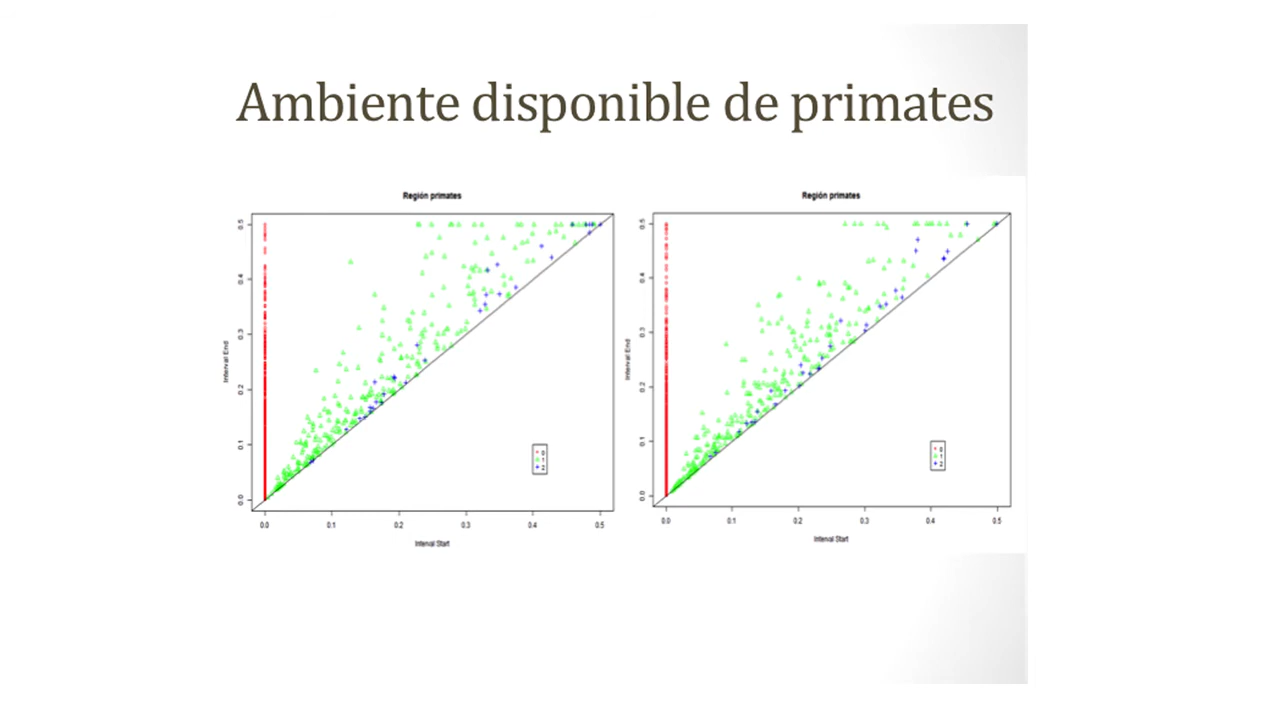 Ambiente disponible de primates
Región primates
Interval End
0.5
0.4
0.3
0.2
0.1
0.0
0
1
2
0.0 0.1 0.2 0.3 0.4 0.5
Interval Start
Región primates
Interval End
0.5
0.4
0.3
0.2
0.1
0.0
0
1
2
0.0 0.1 0.2 0.3 0.4 0.5
Interval Start